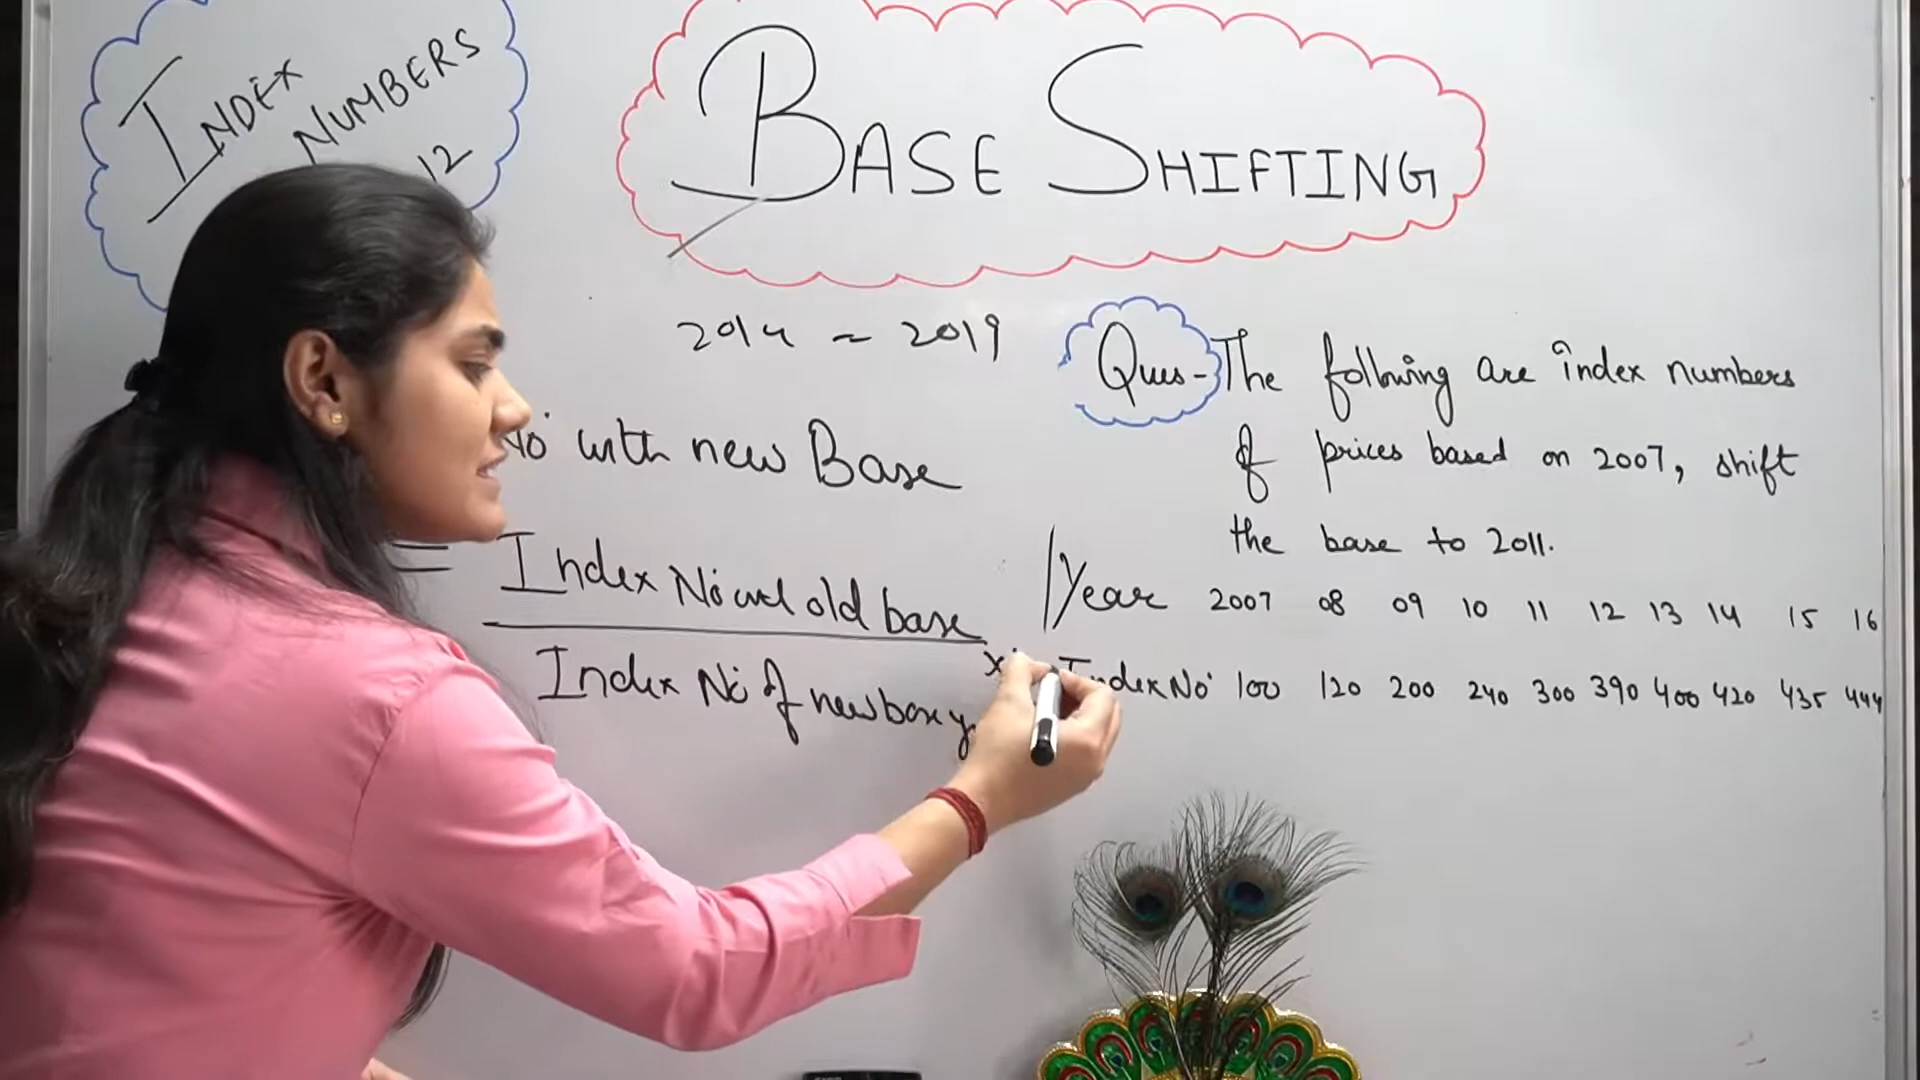 INDEX
NUMBERS
12
BASE SHIFTING
2014 - 2019
No with new Base
= Index No old base
Index No of new
Ques - The following are index numbers
of prices based on 2007, shift
the base to 2011.
Year 2007 08 09 10 11 12 13 14 15 16
Index No 100 120 200 240 300 390 400 420 435 444